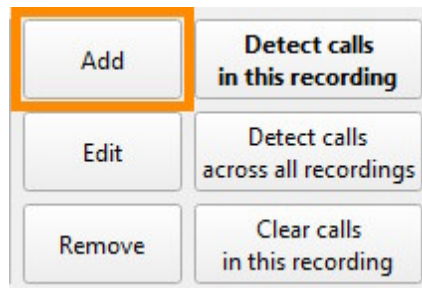 Add
Detect calls
in this recording
Edit
Detect calls
across all recordings
Remove
Clear calls
in this recording